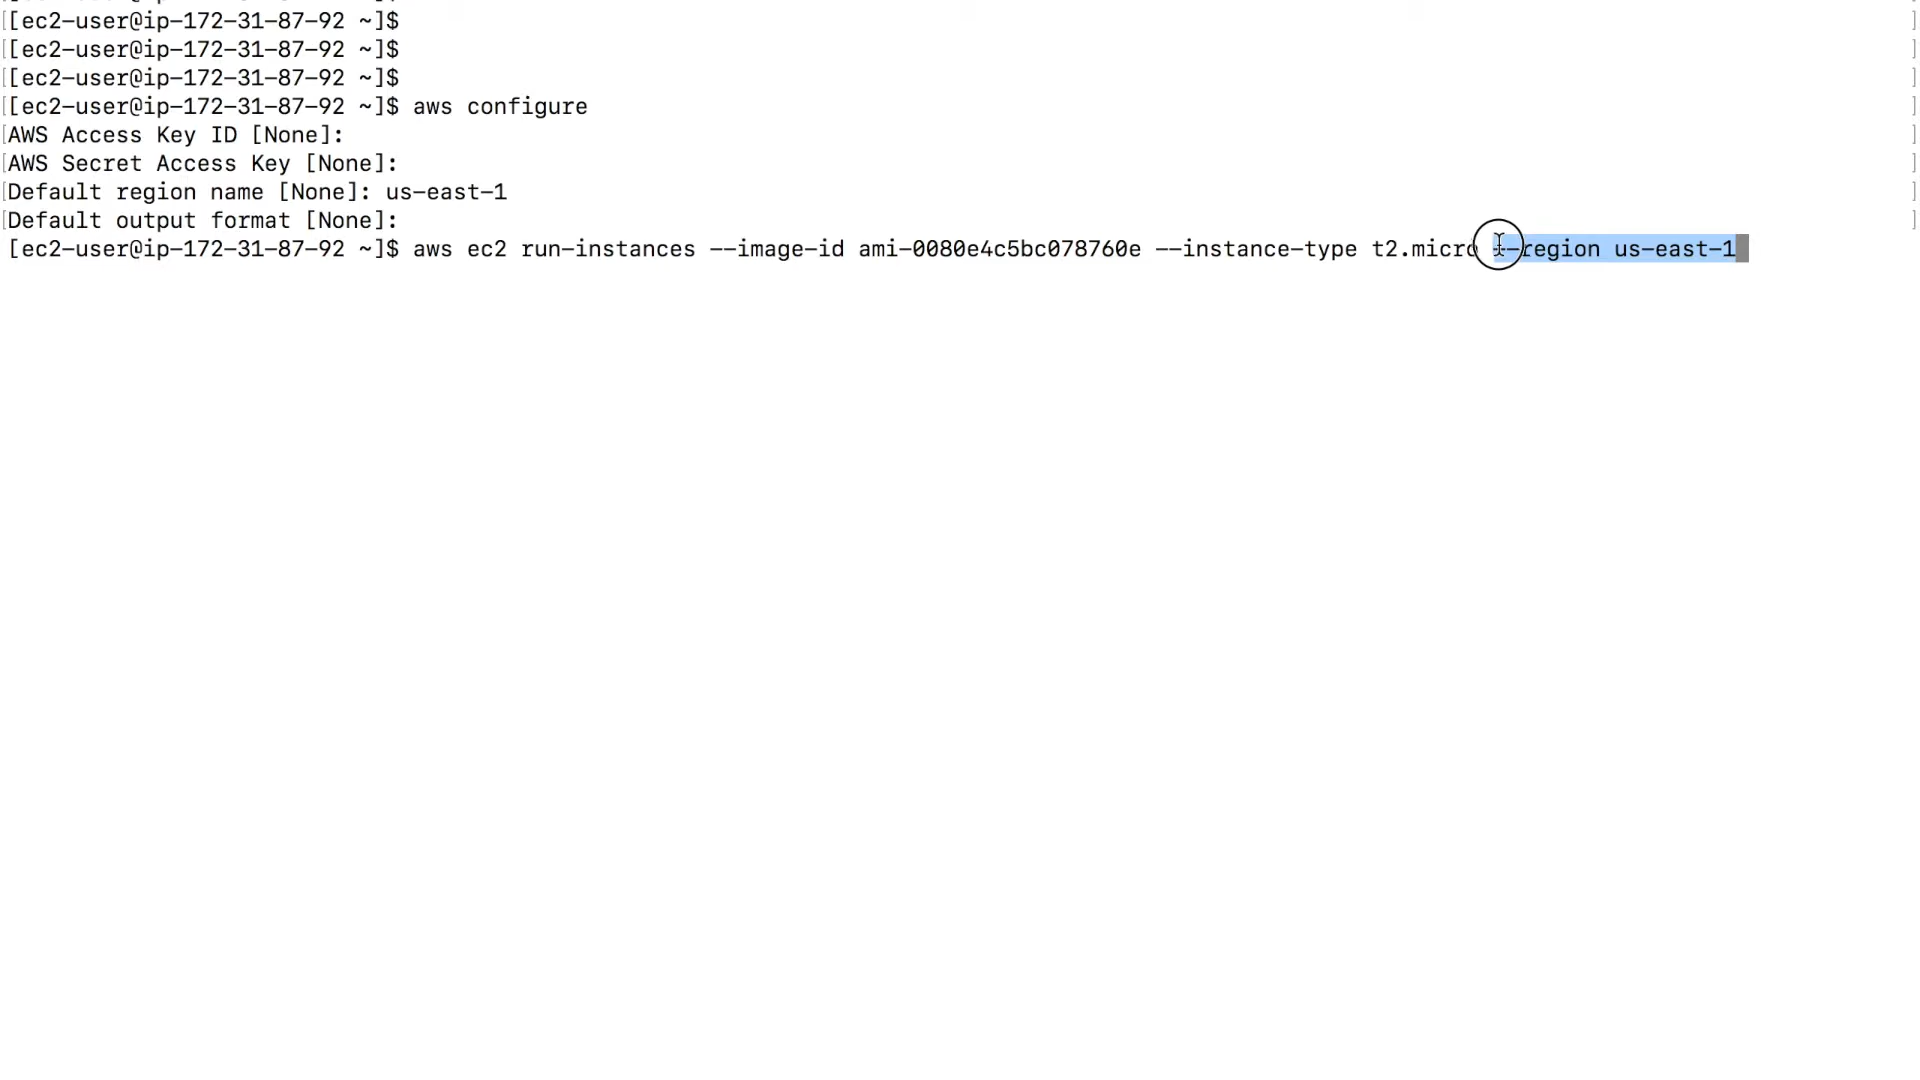 [[ec2-user@ip-172-31-87-92 ~]$ ]
[[ec2-user@ip-172-31-87-92 ~]$ ]
[[ec2-user@ip-172-31-87-92 ~]$ ]
[[ec2-user@ip-172-31-87-92 ~]$ aws configure ]
[AWS Access Key ID [None]: ]
[AWS Secret Access Key [None]: ]
[Default region name [None]: us-east-1 ]
[Default output format [None]: ]
[ec2-user@ip-172-31-87-92 ~]$ aws ec2 run-instances --image-id ami-0080e4c5bc078760e --instance-type t2.micro --region us-east-1